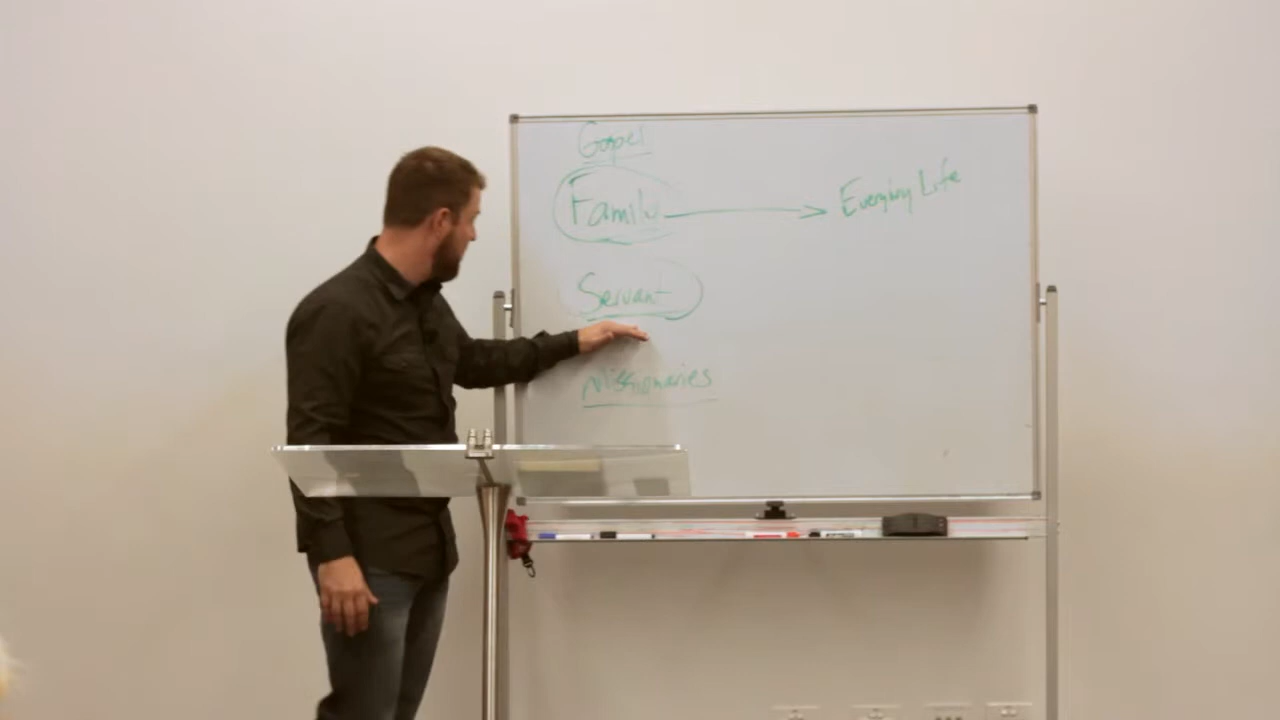 Gospel
Family
Everyday Life
Servant
Missionaries